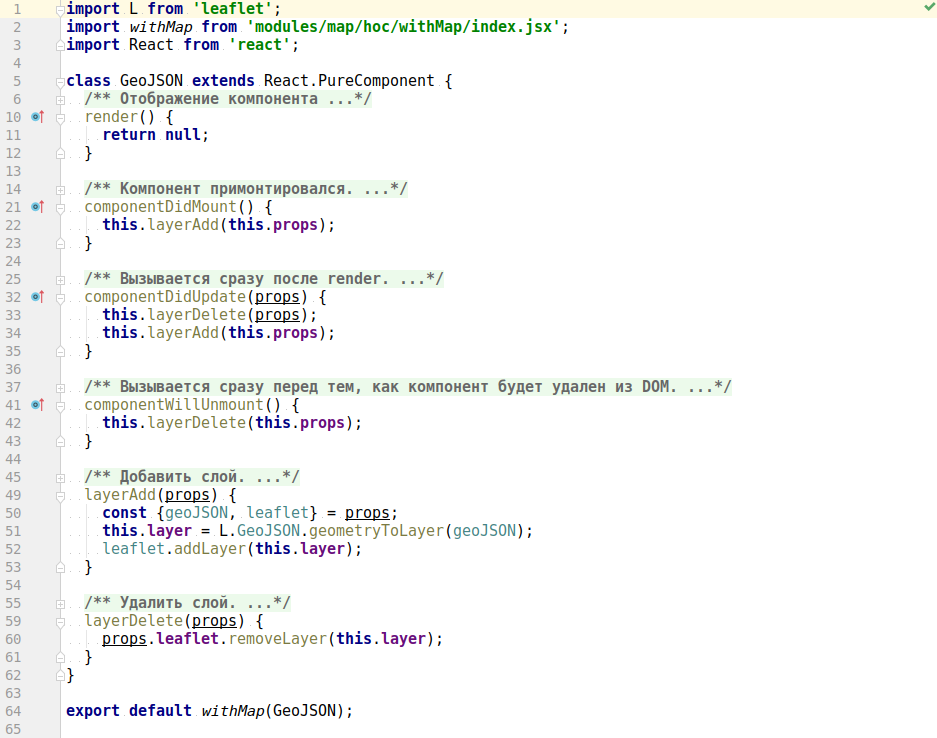 1 import L from 'leaflet';
2 import withMap from 'modules/map/hoc/withMap/index.jsx';
3 import React from 'react';
4
5 class GeoJSON extends React.PureComponent {
6 /** Отображение компонента ...*/
10 render() {
11 return null;
12 }
13
14 /** Компонент примонтировался. ...*/
21 componentDidMount() {
22 this.layerAdd(this.props);
23 }
24
25 /** Вызывается сразу после render. ...*/
32 componentDidUpdate(props) {
33 this.layerDelete(props);
34 this.layerAdd(this.props);
35 }
36
37 /** Вызывается сразу перед тем, как компонент будет удален из DOM. ...*/
41 componentWillUnmount() {
42 this.layerDelete(this.props);
43 }
44
45 /** Добавить слой. ...*/
49 layerAdd(props) {
50 const {geoJSON, leaflet} = props;
51 this.layer = L.GeoJSON.geometryToLayer(geoJSON);
52 leaflet.addLayer(this.layer);
53 }
54
55 /** Удалить слой. ...*/
59 layerDelete(props) {
60 props.leaflet.removeLayer(this.layer);
61 }
62 }
63
64 export default withMap(GeoJSON);
65